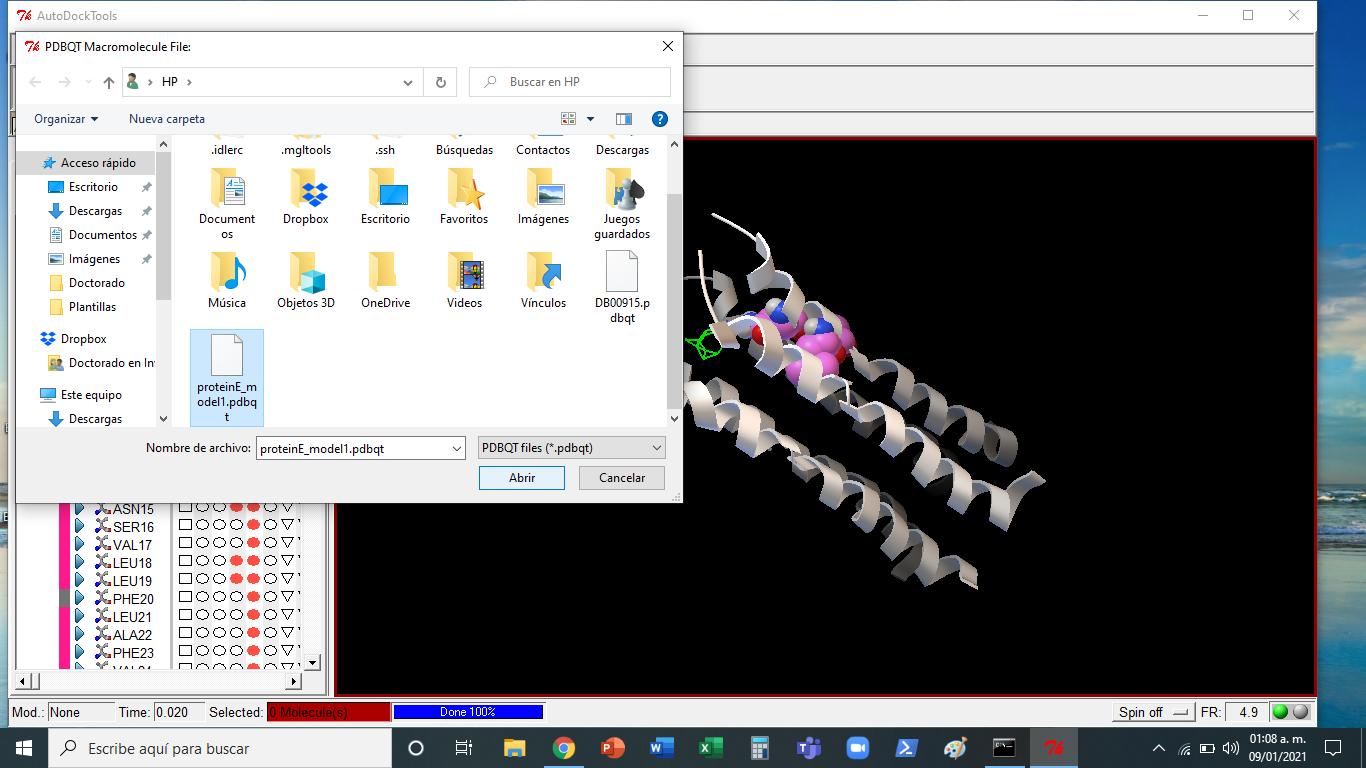 AutoDockTools
PDBQT Macromolecule File:
HP
Buscar en HP
Organizar
Nueva carpeta
Acceso rápido
Escritorio
Descargas
Documentos
Imágenes
Doctorado
Plantillas
Dropbox
Doctorado en In
Este equipo
Descargas
.idlerc
.mgltools
.ssh
Búsquedas
Contactos
Descargas
Document
os
Dropbox
Escritorio
Favoritos
Imágenes
Juegos
guardados
Música
Objetos 3D
OneDrive
Videos
Vínculos
DB00915.p
dbqt
proteinE_m
odel1.pdbq
t
Nombre de archivo:
proteinE_model1.pdbqt
PDBQT files (*.pdbqt)
Abrir
Cancelar
ASN15
SER16
VAL17
LEU18
LEU19
PHE20
LEU21
ALA22
PHE23
Mod.: None Time: 0.020 Selected: 0 Molecule(s) Done 100% Spin off FR: 4.9
Escribe aquí para buscar
01:08 a. m.
09/01/2021